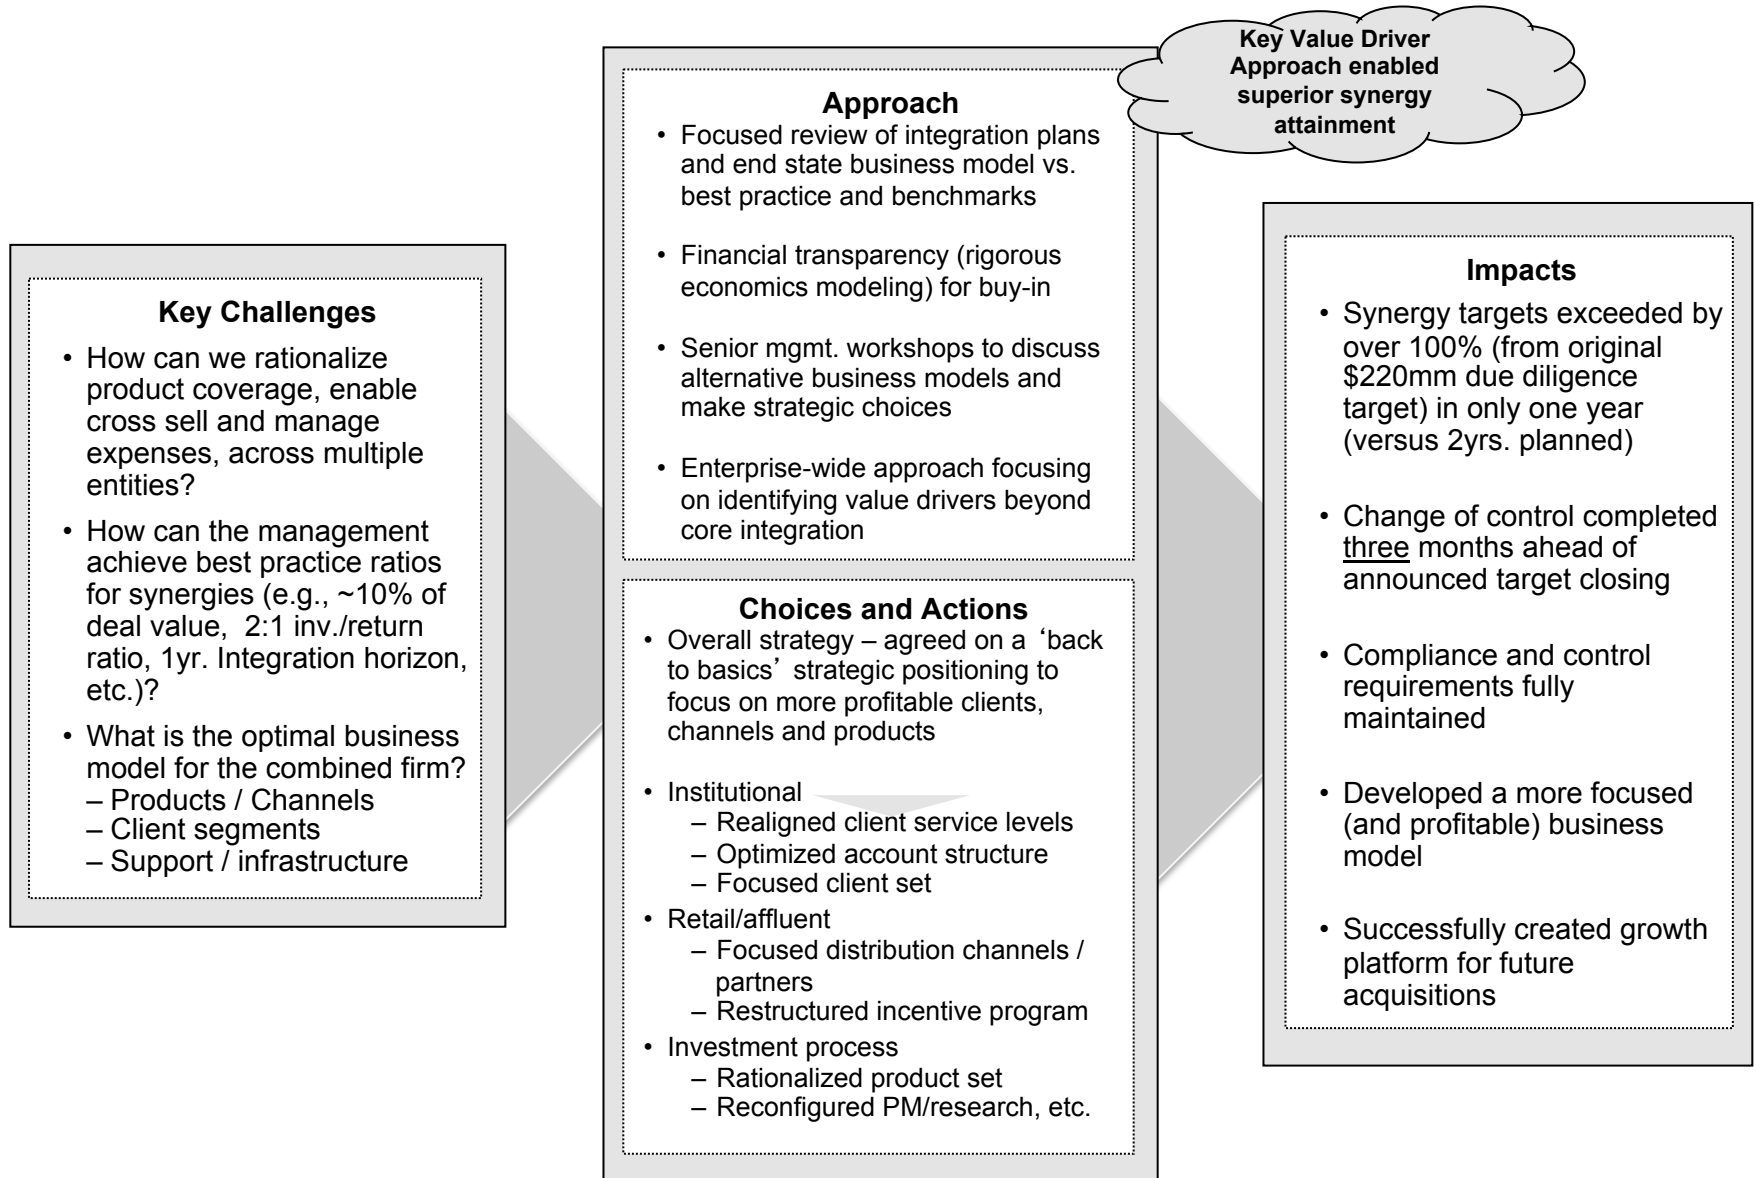 Key Value Driver
Approach enabled
superior synergy
attainment
Key Challenges
• How can we rationalize
product coverage, enable
cross sell and manage
expenses, across multiple
entities?
• How can the management
achieve best practice ratios
for synergies (e.g., ~10% of
deal value,  2:1 inv./return
ratio, 1yr. Integration horizon,
etc.)?
• What is the optimal business
model for the combined firm?
– Products / Channels
– Client segments
– Support / infrastructure
Approach
• Focused review of integration plans
and end state business model vs.
best practice and benchmarks
• Financial transparency (rigorous
economics modeling) for buy-in
• Senior mgmt. workshops to discuss
alternative business models and
make strategic choices
• Enterprise-wide approach focusing
on identifying value drivers beyond
core integration
Choices and Actions
• Overall strategy – agreed on a ‘back
to basics’ strategic positioning to
focus on more profitable clients,
channels and products
• Institutional
– Realigned client service levels
– Optimized account structure
– Focused client set
• Retail/affluent
– Focused distribution channels /
partners
– Restructured incentive program
• Investment process
– Rationalized product set
– Reconfigured PM/research, etc.
Impacts
• Synergy targets exceeded by
over 100% (from original
$220mm due diligence
target) in only one year
(versus 2yrs. planned)
• Change of control completed
three months ahead of
announced target closing
• Compliance and control
requirements fully
maintained
• Developed a more focused
(and profitable) business
model
• Successfully created growth
platform for future
acquisitions